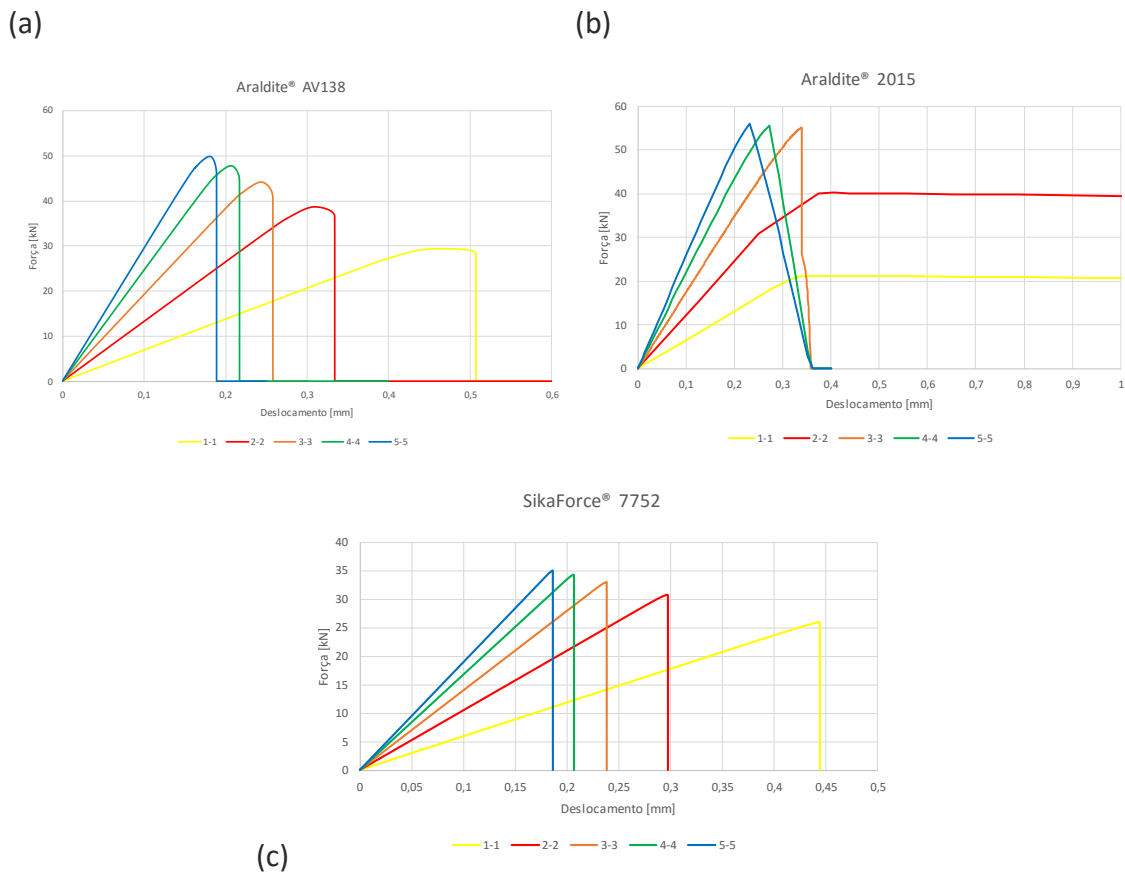 (a)
Araldite® AV138
Força [kN]
60
50
40
30
20
10
0
0 0,1 0,2 0,3 0,4 0,5 0,6
Deslocamento [mm]
1-1 2-2 3-3 4-4 5-5
(b)
Araldite® 2015
Força [kN]
60
50
40
30
20
10
0
0 0,1 0,2 0,3 0,4 0,5 0,6 0,7 0,8 0,9 1
Deslocamento [mm]
1-1 2-2 3-3 4-4 5-5
SikaForce® 7752
Força [kN]
40
35
30
25
20
15
10
5
0
0 0,05 0,1 0,15 0,2 0,25 0,3 0,35 0,4 0,45 0,5
Deslocamento [mm]
1-1 2-2 3-3 4-4 5-5
(c)